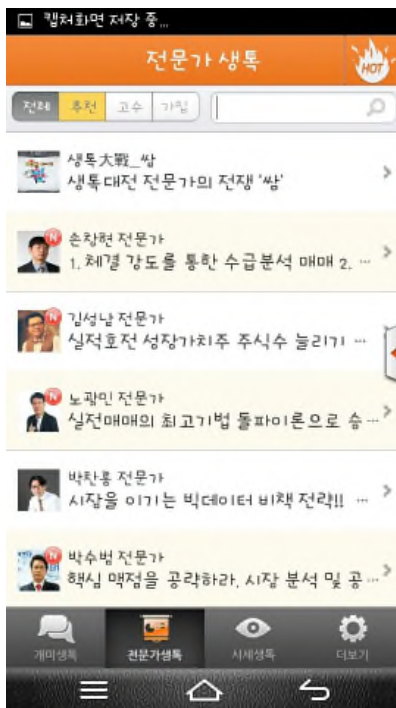 캡처화면 저장 중...
전문가 생톡
HOT
전체 추천 고수 가입
생톡大戰_쌈
생톡대전 전문가의 전쟁 '쌈'
N
손창현 전문가
1. 체결 강도를 통한 수급분석 매매 2. ...
N
김성남 전문가
실적호전 성장가치주 주식수 늘리기 ...
N
노광민 전문가
실전매매의 최고기법 돌파이론으로 승...
박찬홍 전문가
시장을 이기는 빅데이터 비책 전략!! ...
N
박수범 전문가
핵심 맥점을 공략하라, 시장 분석 및 공...
개미생톡 전문가생톡 시세생톡 더보기